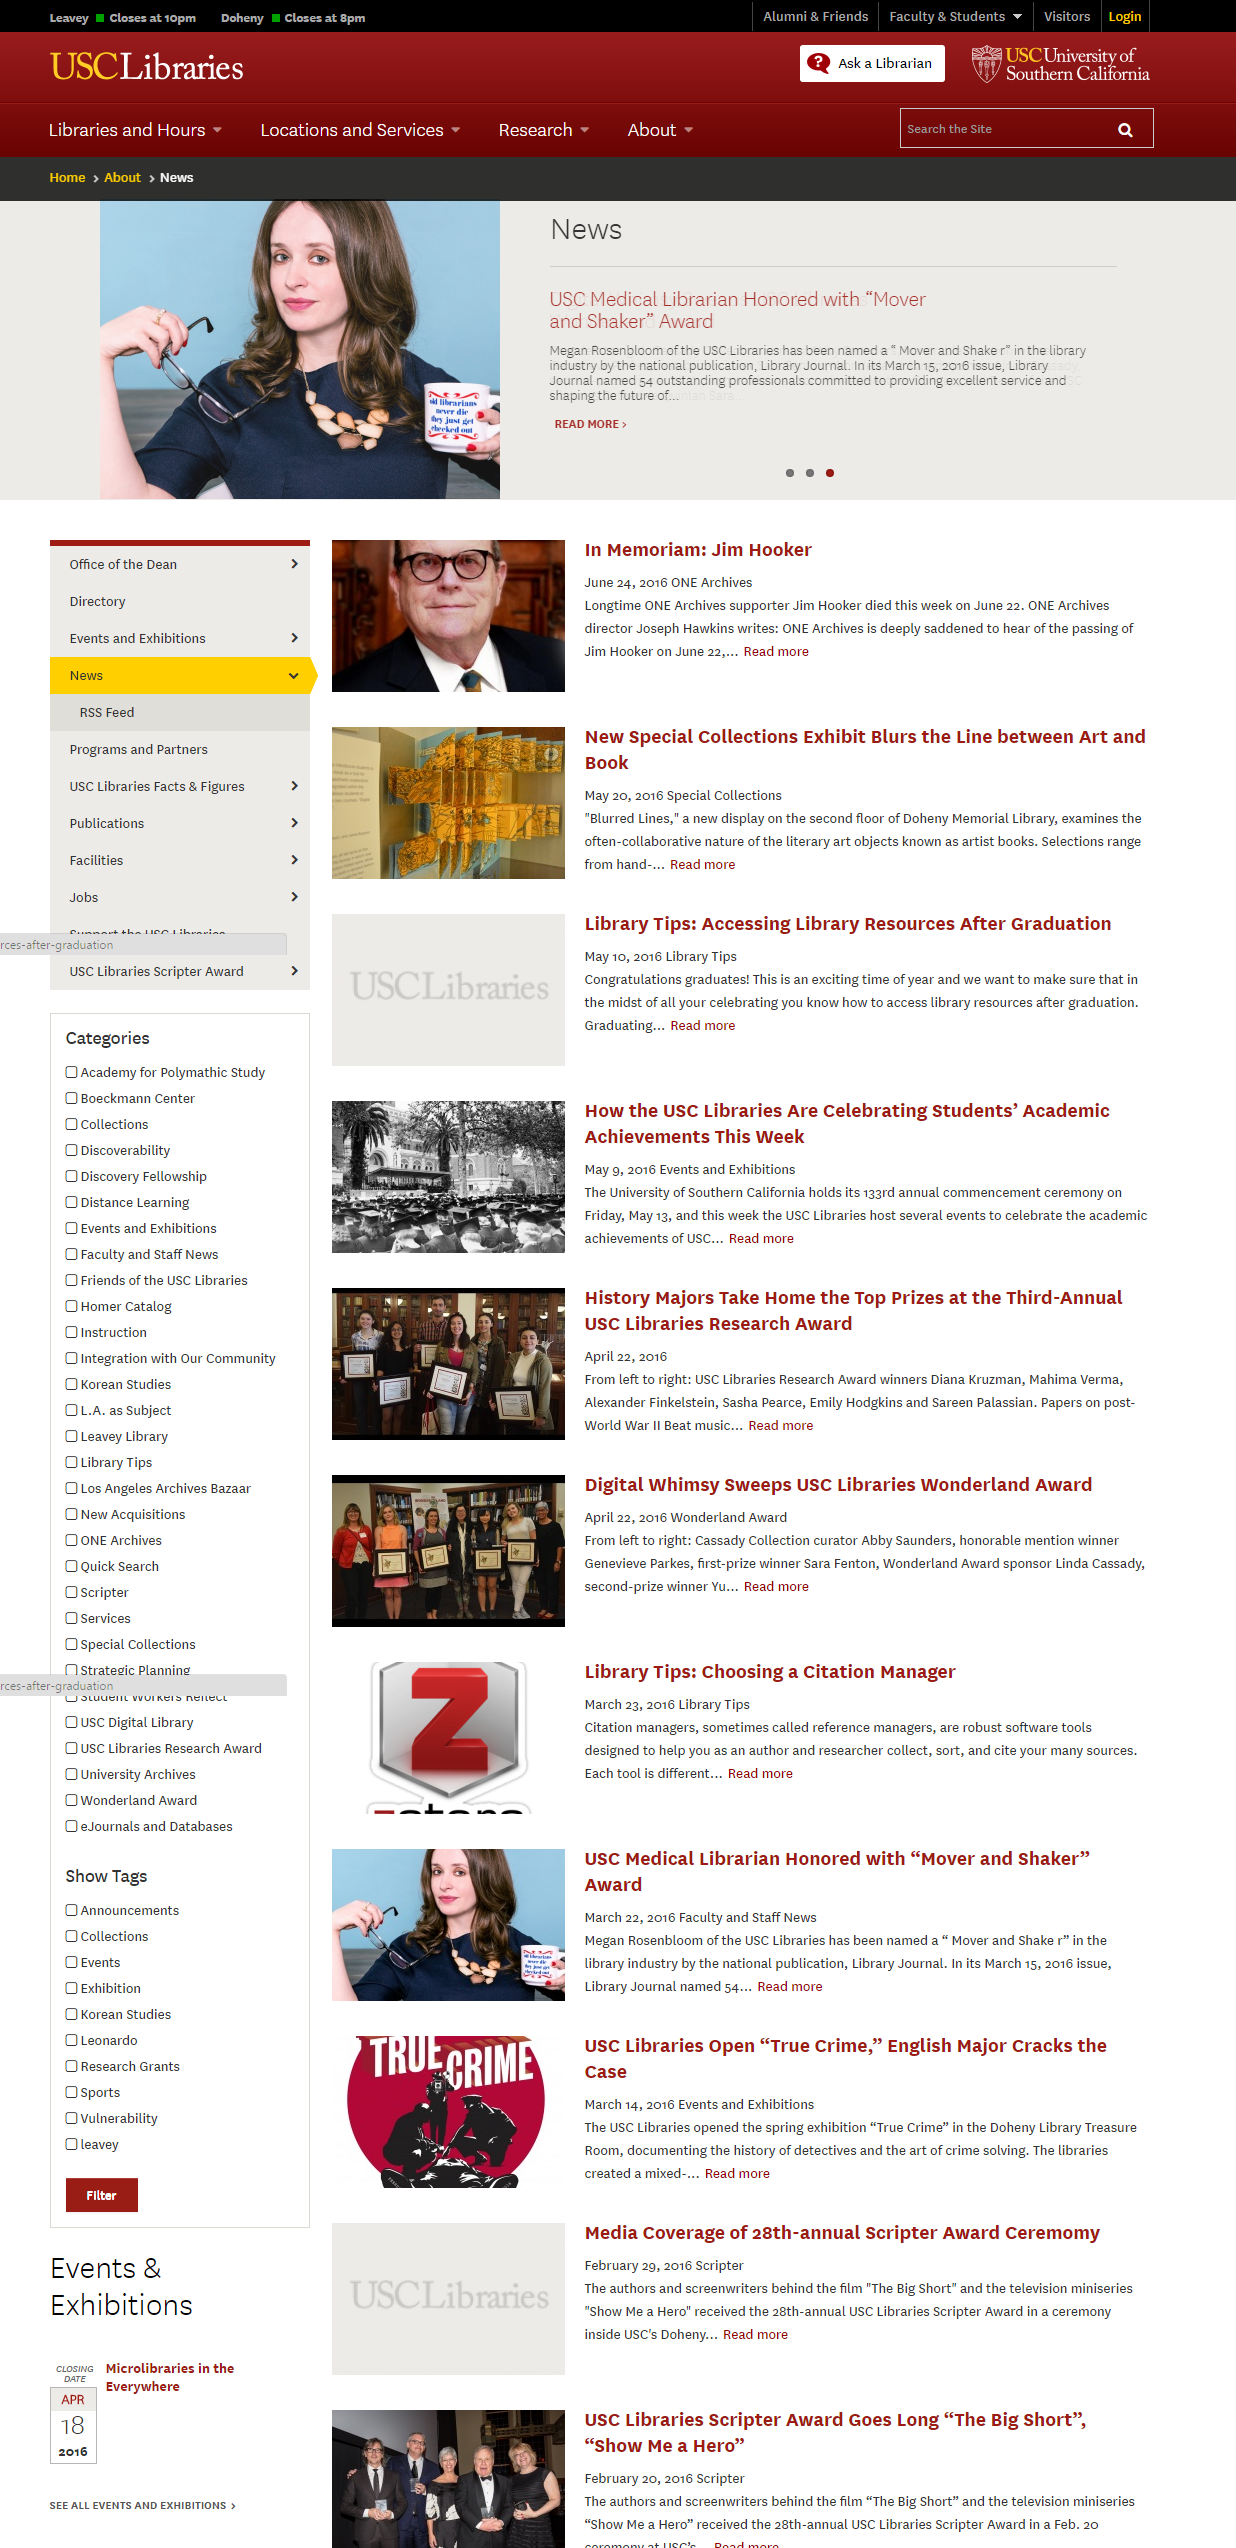 Leavey Closes at 10pm Doheny Closes at 8pm Alumni & Friends Faculty & Students Visitors Login
USCLibraries
? Ask a Librarian
USC University of
Southern California
Libraries and Hours Locations and Services Research About
Search the Site
Home > About > News
News
USC Medical Librarian Honored with “Mover
and Shaker” Award
Megan Rosenbloom of the USC Libraries has been named a “ Mover and Shake r” in the library
industry by the national publication, Library Journal. In its March 15, 2016 issue, Library
Journal named 54 outstanding professionals committed to providing excellent service and
shaping the future of...
READ MORE >
old librarians
never die
they just get
checked out
Office of the Dean
Directory
Events and Exhibitions
News
RSS Feed
Programs and Partners
USC Libraries Facts & Figures
Publications
Facilities
Jobs
Support the USC Libraries
rces-after-graduation
USC Libraries Scripter Award
Categories
Academy for Polymathic Study
Boeckmann Center
Collections
Discoverability
Discovery Fellowship
Distance Learning
Events and Exhibitions
Faculty and Staff News
Friends of the USC Libraries
Homer Catalog
Instruction
Integration with Our Community
Korean Studies
L.A. as Subject
Leavey Library
Library Tips
Los Angeles Archives Bazaar
New Acquisitions
ONE Archives
Quick Search
Scripter
Services
Special Collections
Strategic Planning
rces-after-graduation
Student Workers Reflect
USC Digital Library
USC Libraries Research Award
University Archives
Wonderland Award
eJournals and Databases
Show Tags
Announcements
Collections
Events
Exhibition
Korean Studies
Leonardo
Research Grants
Sports
Vulnerability
leavey
Filter
Events &
Exhibitions
CLOSING
DATE
APR
18
2016
Microlibraries in the
Everywhere
SEE ALL EVENTS AND EXHIBITIONS >
In Memoriam: Jim Hooker
June 24, 2016 ONE Archives
Longtime ONE Archives supporter Jim Hooker died this week on June 22. ONE Archives
director Joseph Hawkins writes: ONE Archives is deeply saddened to hear of the passing of
Jim Hooker on June 22,... Read more
New Special Collections Exhibit Blurs the Line between Art and
Book
May 20, 2016 Special Collections
"Blurred Lines," a new display on the second floor of Doheny Memorial Library, examines the
often-collaborative nature of the literary art objects known as artist books. Selections range
from hand-... Read more
USCLibraries
Library Tips: Accessing Library Resources After Graduation
May 10, 2016 Library Tips
Congratulations graduates! This is an exciting time of year and we want to make sure that in
the midst of all your celebrating you know how to access library resources after graduation.
Graduating... Read more
How the USC Libraries Are Celebrating Students’ Academic
Achievements This Week
May 9, 2016 Events and Exhibitions
The University of Southern California holds its 133rd annual commencement ceremony on
Friday, May 13, and this week the USC Libraries host several events to celebrate the academic
achievements of USC... Read more
History Majors Take Home the Top Prizes at the Third-Annual
USC Libraries Research Award
April 22, 2016
From left to right: USC Libraries Research Award winners Diana Kruzman, Mahima Verma,
Alexander Finkelstein, Sasha Pearce, Emily Hodgkins and Sareen Palassian. Papers on post-
World War II Beat music... Read more
Digital Whimsy Sweeps USC Libraries Wonderland Award
April 22, 2016 Wonderland Award
From left to right: Cassady Collection curator Abby Saunders, honorable mention winner
Genevieve Parkes, first-prize winner Sara Fenton, Wonderland Award sponsor Linda Cassady,
second-prize winner Yu... Read more
Z
Library Tips: Choosing a Citation Manager
March 23, 2016 Library Tips
Citation managers, sometimes called reference managers, are robust software tools
designed to help you as an author and researcher collect, sort, and cite your many sources.
Each tool is different... Read more
USC Medical Librarian Honored with “Mover and Shaker”
Award
March 22, 2016 Faculty and Staff News
Megan Rosenbloom of the USC Libraries has been named a “ Mover and Shake r” in the
library industry by the national publication, Library Journal. In its March 15, 2016 issue,
Library Journal named 54... Read more
TRUE CRIME
USC Libraries Open “True Crime,” English Major Cracks the
Case
March 14, 2016 Events and Exhibitions
The USC Libraries opened the spring exhibition “True Crime” in the Doheny Library Treasure
Room, documenting the history of detectives and the art of crime solving. The libraries
created a mixed-... Read more
USCLibraries
Media Coverage of 28th-annual Scripter Award Ceremony
February 29, 2016 Scripter
The authors and screenwriters behind the film "The Big Short" and the television miniseries
"Show Me a Hero" received the 28th-annual USC Libraries Scripter Award in a ceremony
inside USC's Doheny... Read more
USC Libraries Scripter Award Goes Long “The Big Short”,
“Show Me a Hero”
February 20, 2016 Scripter
The authors and screenwriters behind the film “The Big Short” and the television miniseries
“Show Me a Hero” received the 28th-annual USC Libraries Scripter Award in a Feb. 20
ceremony at USC’s... Read more